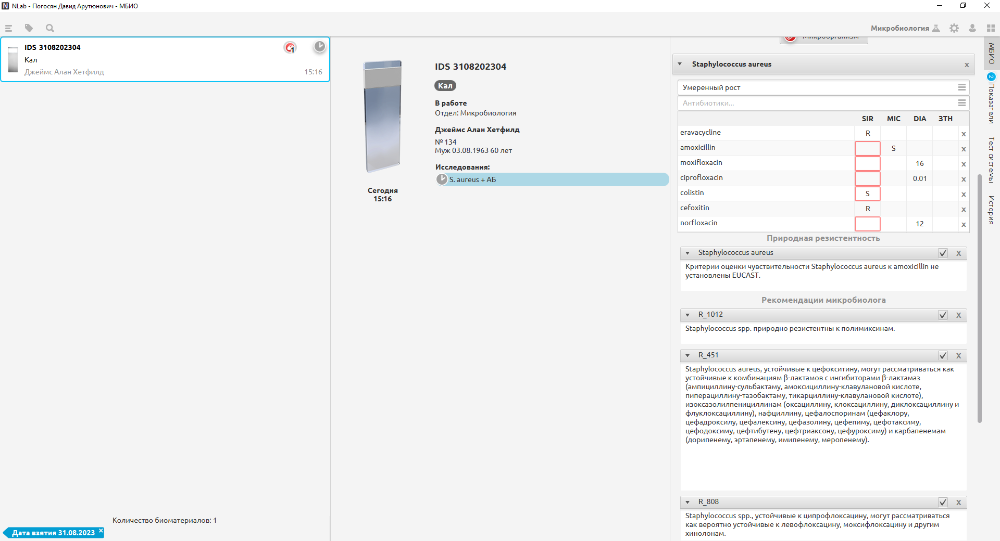 NLab - Погосян Давид Арутюнович - МБИО
Микробиология
IDS 3108202304
1
Кал
Джеймс Алан Хетфилд
15:16
Количество биоматериалов: 1
Дата взятия 31.08.2023 x
Сегодня
15:16
IDS 3108202304
Кал
В работе
Отдел: Микробиология
Джеймс Алан Хетфилд
№ 134
Муж 03.08.1963 60 лет
Исследования:
S. aureus + АБ
Микроорганизм
Staphylococcus aureus x
Умеренный рост
Антибиотики...
SIR MIC DIA ЗТН
eravacycline R x
amoxicillin S x
moxifloxacin 16 x
ciprofloxacin 0.01 x
colistin S x
cefoxitin R x
norfloxacin 12 x
Природная резистентность
Staphylococcus aureus X
Критерии оценки чувствительности Staphylococcus aureus к amoxicillin не
установлены EUCAST.
Рекомендации микробиолога
R_1012 X
Staphylococcus spp. природно резистентны к полимиксинам.
R_451 X
Staphylococcus aureus, устойчивые к цефокситину, могут рассматриваться как
устойчивые к комбинациям β-лактамов с ингибиторами β-лактамаз
(ампициллину-сульбактаму, амоксициллину-клавулановой кислоте,
пиперациллину-тазобактаму, тикарциллину-клавулановой кислоте),
изоксазолилпенициллинам (оксациллину, клоксациллину, диклоксациллину и
флуклоксациллину), нафциллину, цефалоспоринам (цефаклору,
цефадроксилу, цефалексину, цефазолину, цефепиму, цефотаксиму,
цефодоксиму, цефтибутену, цефтриаксону, цефуроксиму) и карбапенемам
(дорипенему, эртапенему, имипенему, меропенему).
R_808 X
Staphylococcus spp., устойчивые к ципрофлоксацину, могут рассматриваться
как вероятно устойчивые к левофлоксацину, моксифлоксацину и другим
хинолонам.
МБИО
2
Показатели
Тест системы
История